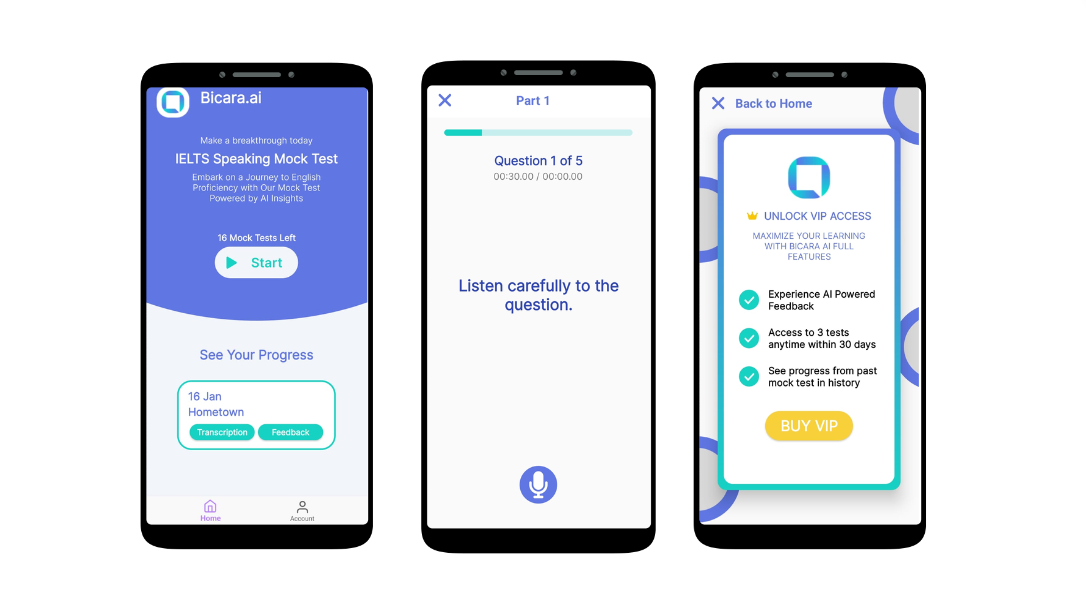 Bicara.ai
Make a breakthrough today
IELTS Speaking Mock Test
Embark on a Journey to English
Proficiency with Our Mock Test
Powered by AI Insights
16 Mock Tests Left
Start
See Your Progress
16 Jan
Hometown
Transcription
Feedback
Home
Account
Part 1
Question 1 of 5
00:30.00 / 00:00.00
Listen carefully to the
question.
Back to Home
UNLOCK VIP ACCESS
MAXIMIZE YOUR LEARNING
WITH BICARA AI FULL
FEATURES
Experience AI Powered
Feedback
Access to 3 tests
anytime within 30 days
See progress from past
mock test in history
BUY VIP